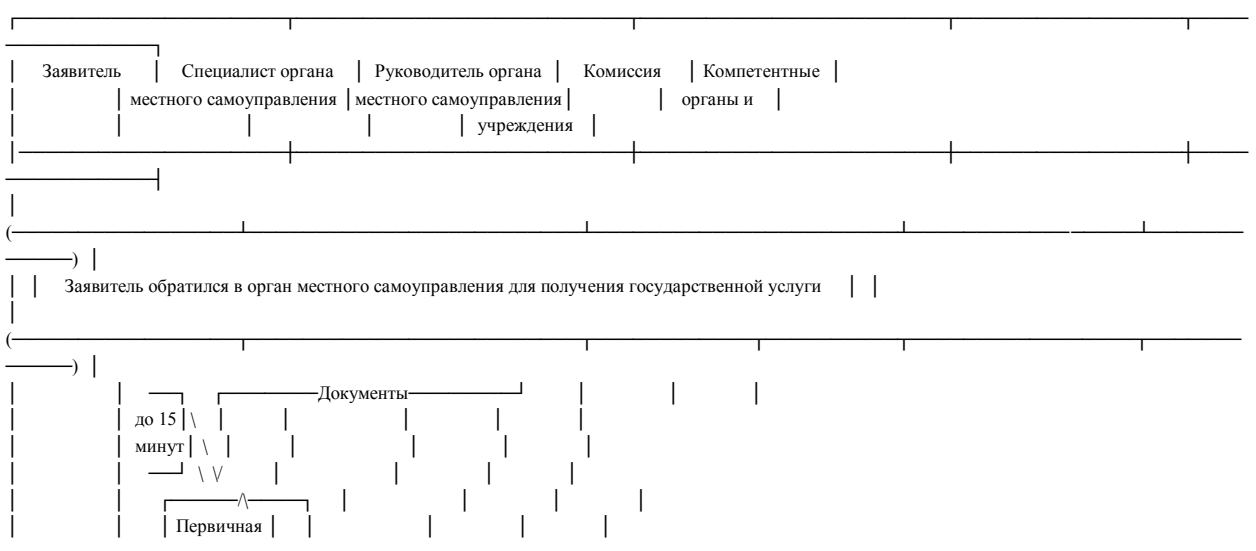 Заявитель Специалист органа Руководитель органа Комиссия Компетентные
местного самоуправления местного самоуправления органы и
учреждения
Заявитель обратился в орган местного самоуправления для получения государственной услуги
Документы
до 15
минут
Первичная